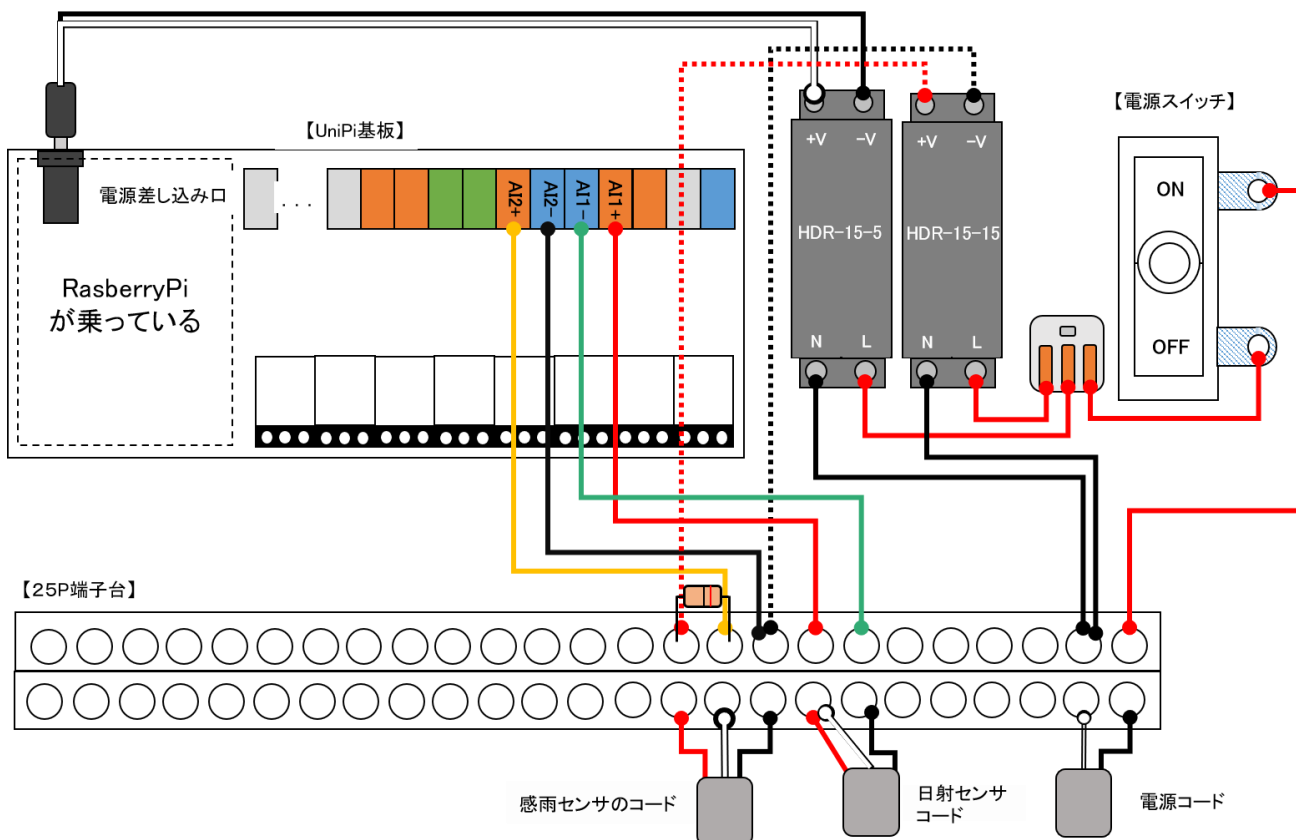 【電源スイッチ】
【UniPi基板】
+V
-V
+V
-V
電源差し込み口
...
AI2+
AI2-
AI1-
AI1+
ON
HDR-15-5
HDR-15-15
RasberryPi
が乗っている
N
L
N
L
OFF
【25P端子台】
感雨センサのコード
日射センサ
コード
電源コード